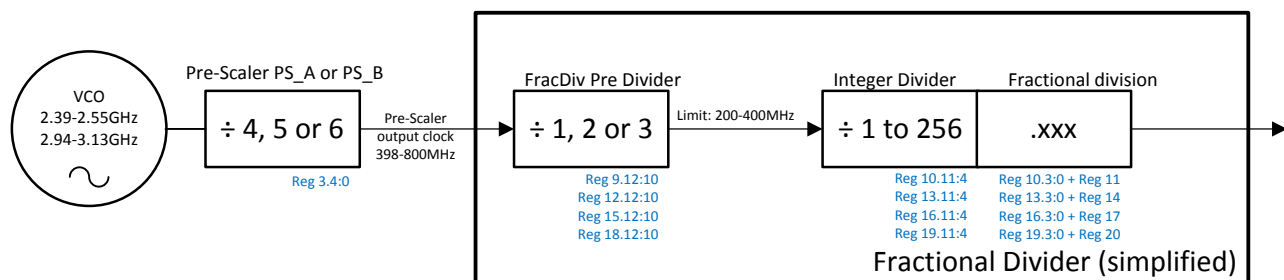 VCO
2.39-2.55GHz
2.94-3.13GHz
Pre-Scaler PS_A or PS_B
÷ 4, 5 or 6
Reg 3.4:0
Pre-Scaler
output clock
398-800MHz
FracDiv Pre Divider
÷ 1, 2 or 3
Reg 9.12:10
Reg 12.12:10
Reg 15.12:10
Reg 18.12:10
Limit: 200-400MHz
Integer Divider
÷ 1 to 256
Reg 10.11:4
Reg 13.11:4
Reg 16.11:4
Reg 19.11:4
Fractional division
.xxx
Reg 10.3:0 + Reg 11
Reg 13.3:0 + Reg 14
Reg 16.3:0 + Reg 17
Reg 19.3:0 + Reg 20
Fractional Divider (simplified)